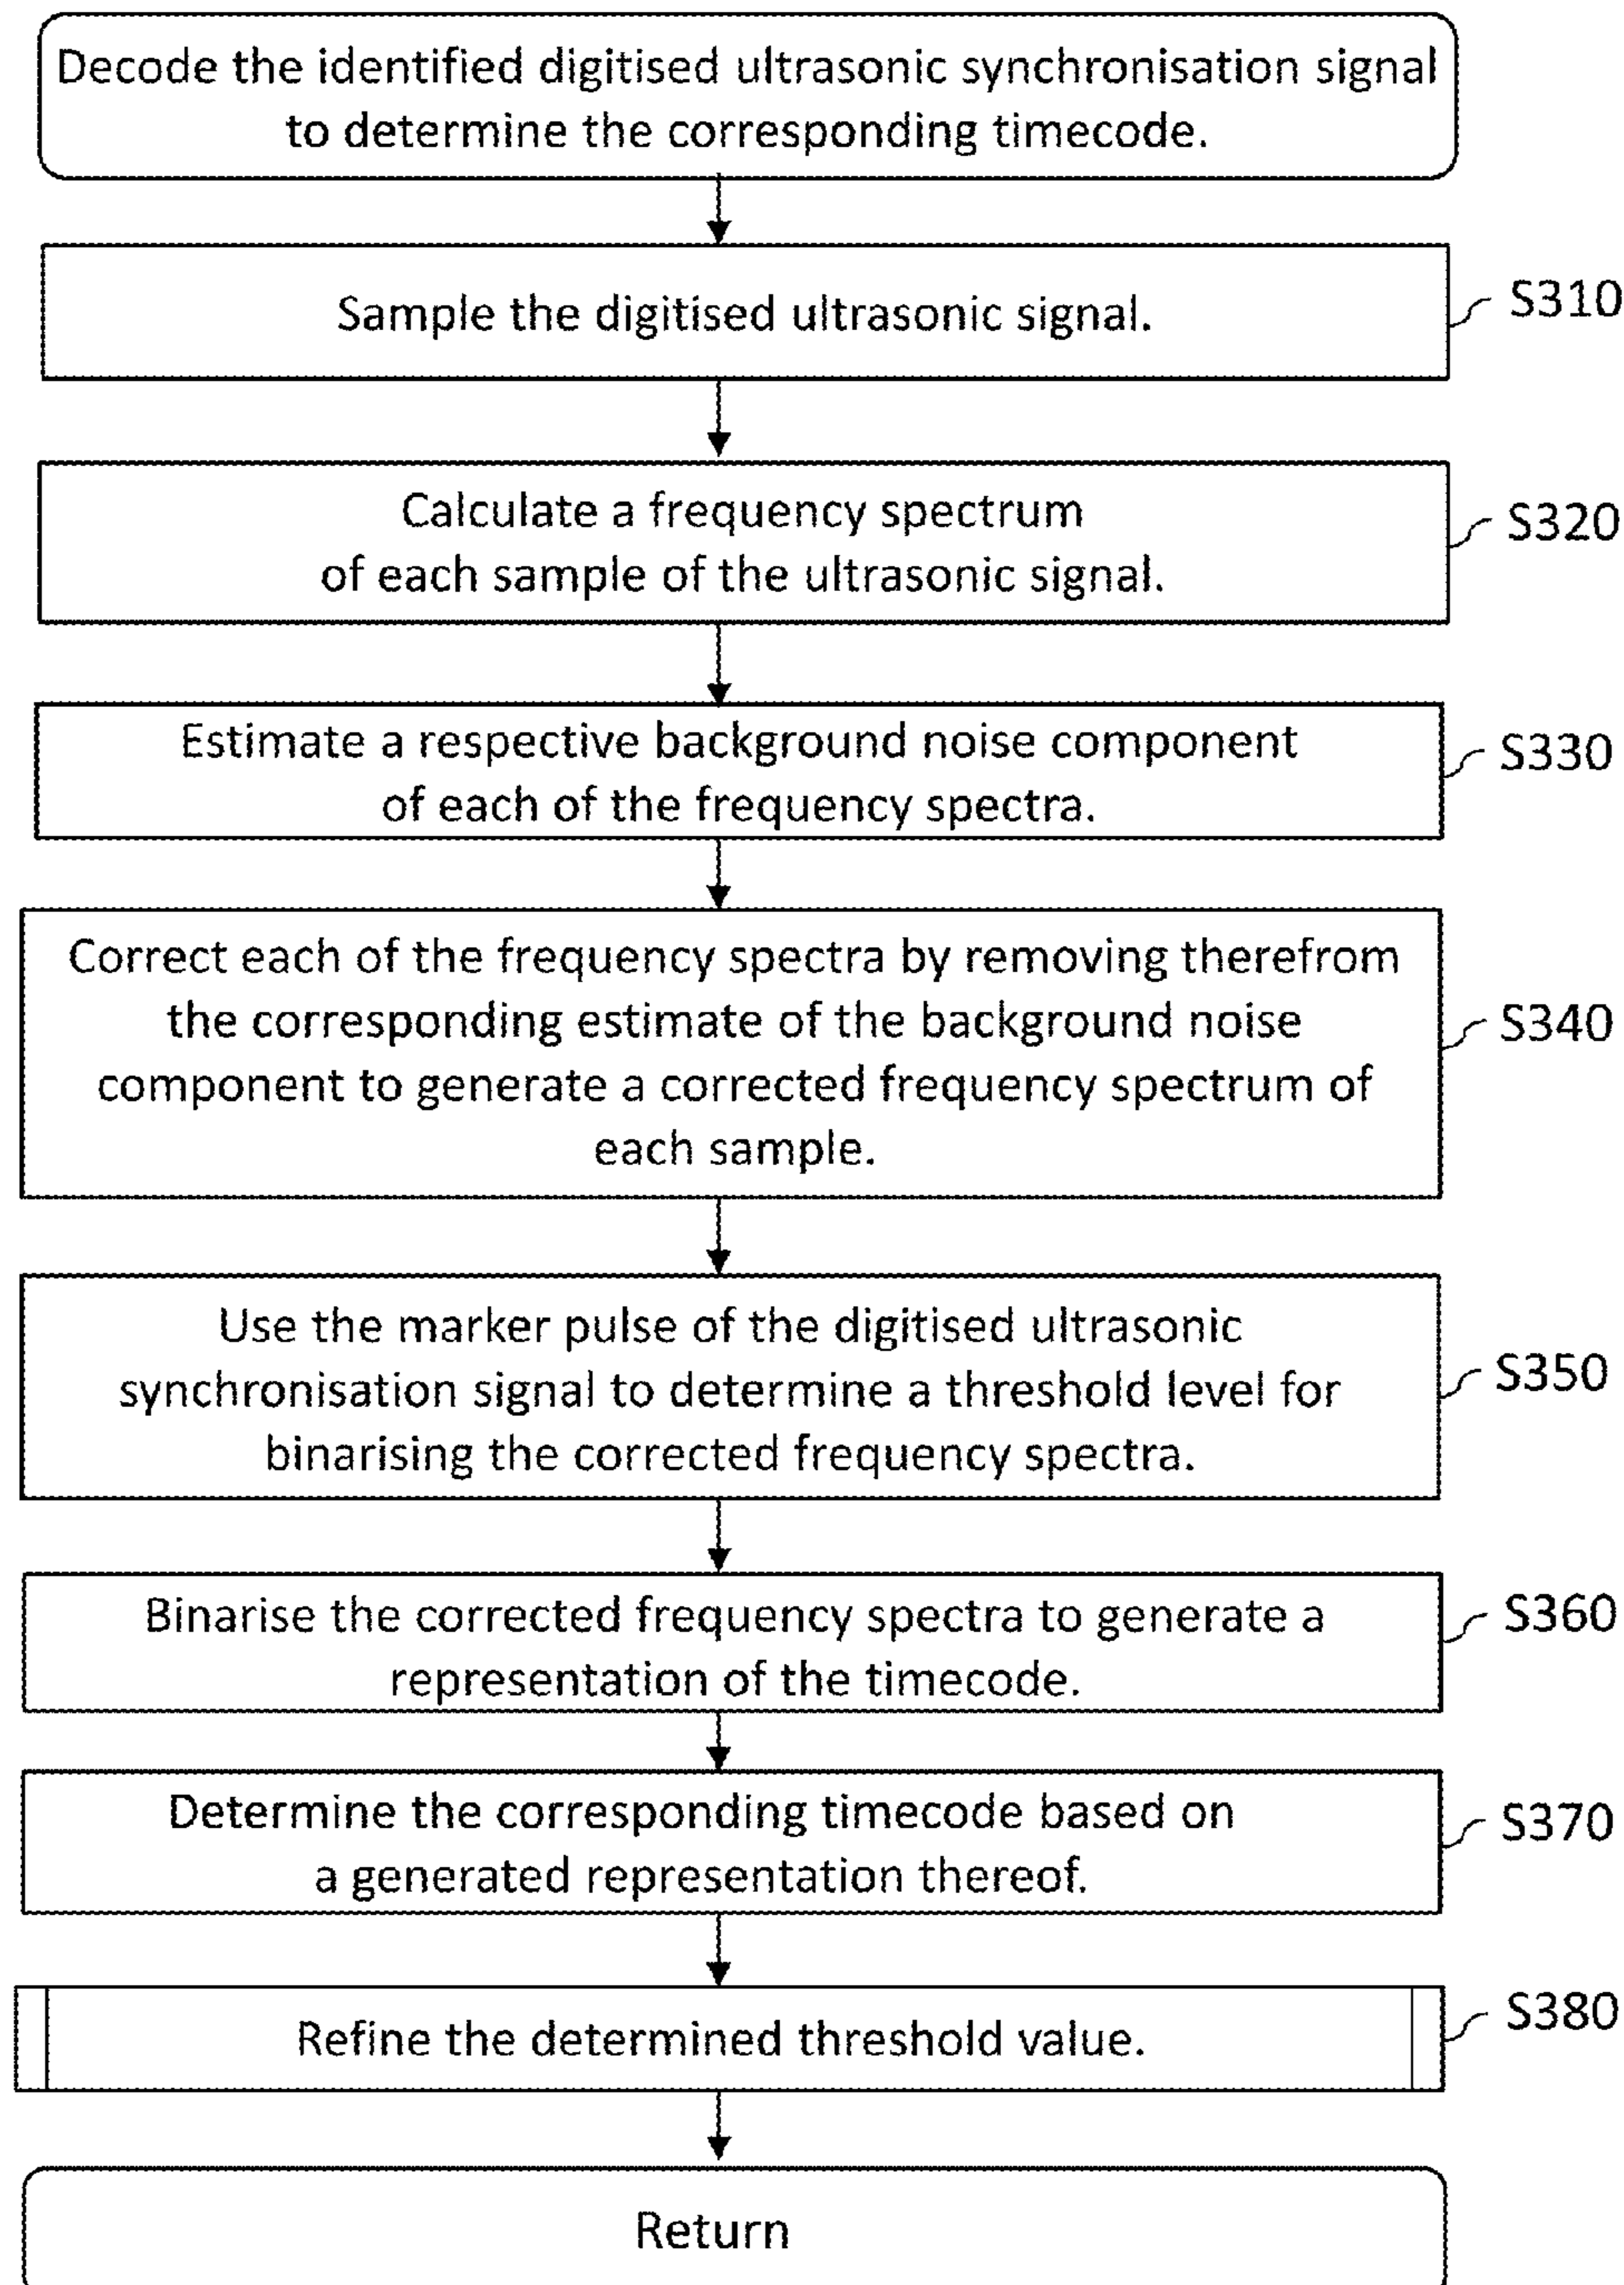 Decode the identified digitised ultrasonic synchronisation signal
to determine the corresponding timecode.
Sample the digitised ultrasonic signal.
S310
Calculate a frequency spectrum
of each sample of the ultrasonic signal.
S320
Estimate a respective background noise component
of each of the frequency spectra.
S330
Correct each of the frequency spectra by removing therefrom
the corresponding estimate of the background noise
component to generate a corrected frequency spectrum of
each sample.
S340
Use the marker pulse of the digitised ultrasonic
synchronisation signal to determine a threshold level for
binarising the corrected frequency spectra.
S350
Binarise the corrected frequency spectra to generate a
representation of the timecode.
S360
Determine the corresponding timecode based on
a generated representation thereof.
S370
Refine the determined threshold value.
S380
Return